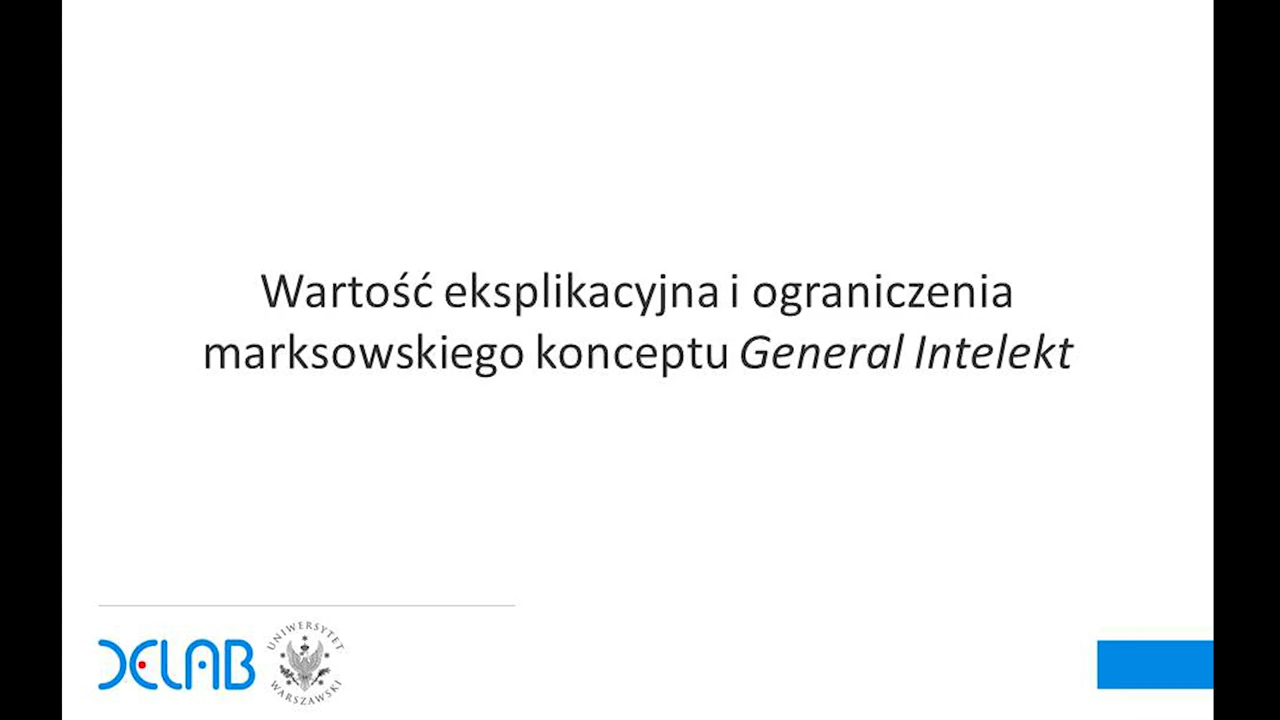 Wartość eksplikacyjna i ograniczenia
marksowskiego konceptu General Intelekt
DELAB
UNIWERSYTET
WARSZAWSKI